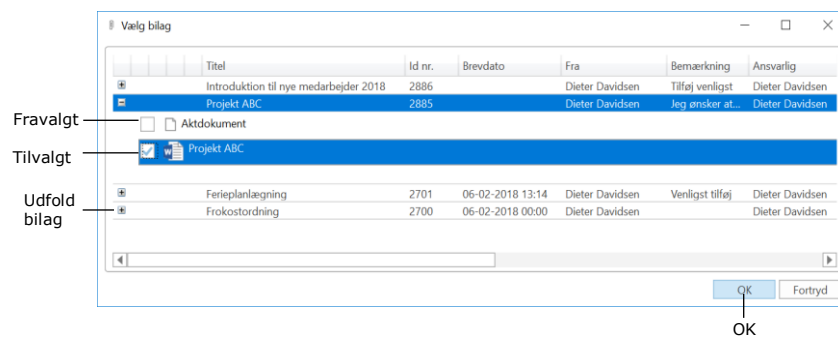 Vælg bilag
Titel Id nr. Brevdato Fra Bemærkning Ansvarlig
Introduktion til nye medarbejder 2018 2886 Dieter Davidsen Tilføj venligst Dieter Davidsen
Projekt ABC 2885 Dieter Davidsen Jeg ønsker at... Dieter Davidsen
Fravalgt Aktdokument
Tilvalgt Projekt ABC
Ferieplanlægning 2701 06-02-2018 13:14 Dieter Davidsen Venligst tilføj Dieter Davidsen
Udfold
bilag
Frokostordning 2700 06-02-2018 00:00 Dieter Davidsen Dieter Davidsen
OK Fortryd
OK